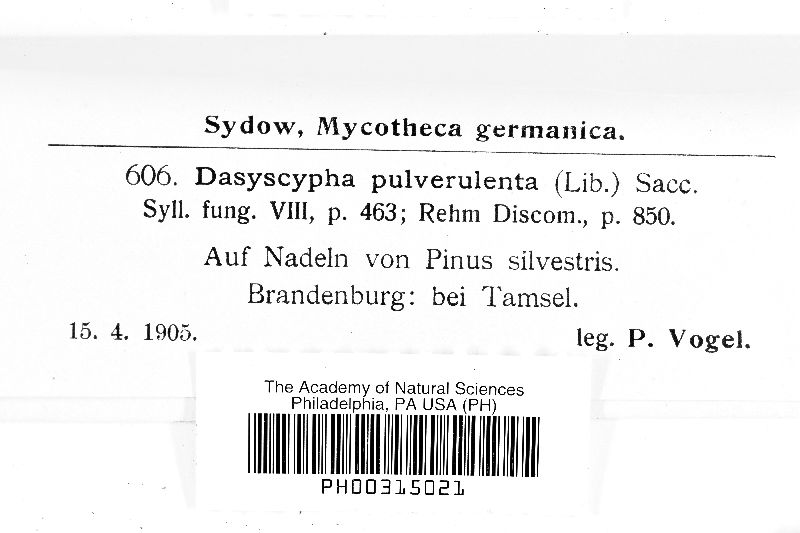 Sydow, Mycotheca germanica.
606. Dasyscypha pulverulenta (Lib.) Sacc.
Syll. fung. VIII, p. 463; Rehm Discom., p. 850.
Auf Nadeln von Pinus silvestris.
Brandenburg: bei Tamsel.
15. 4. 1905. leg. P. Vogel.
The Academy of Natural Sciences
Philadelphia, PA USA (PH)
PH00315021